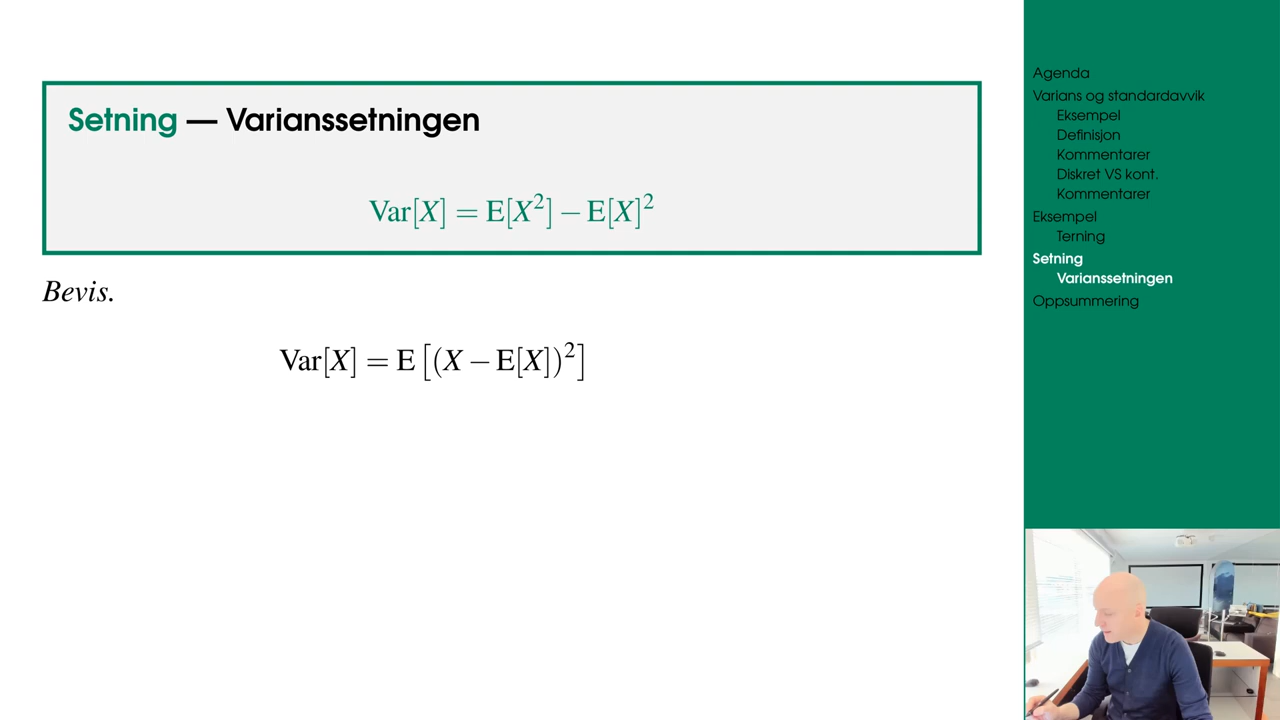 Setning — Varianssetningen
Var[X] = E[X²] − E[X]²
Bevis.
Var[X] = E [(X − E[X])²]
Agenda
Varians og standardavvik
Eksempel
Definisjon
Kommentarer
Diskret VS kont.
Kommentarer
Eksempel
Terning
Setning
Varianssetningen
Oppsummering